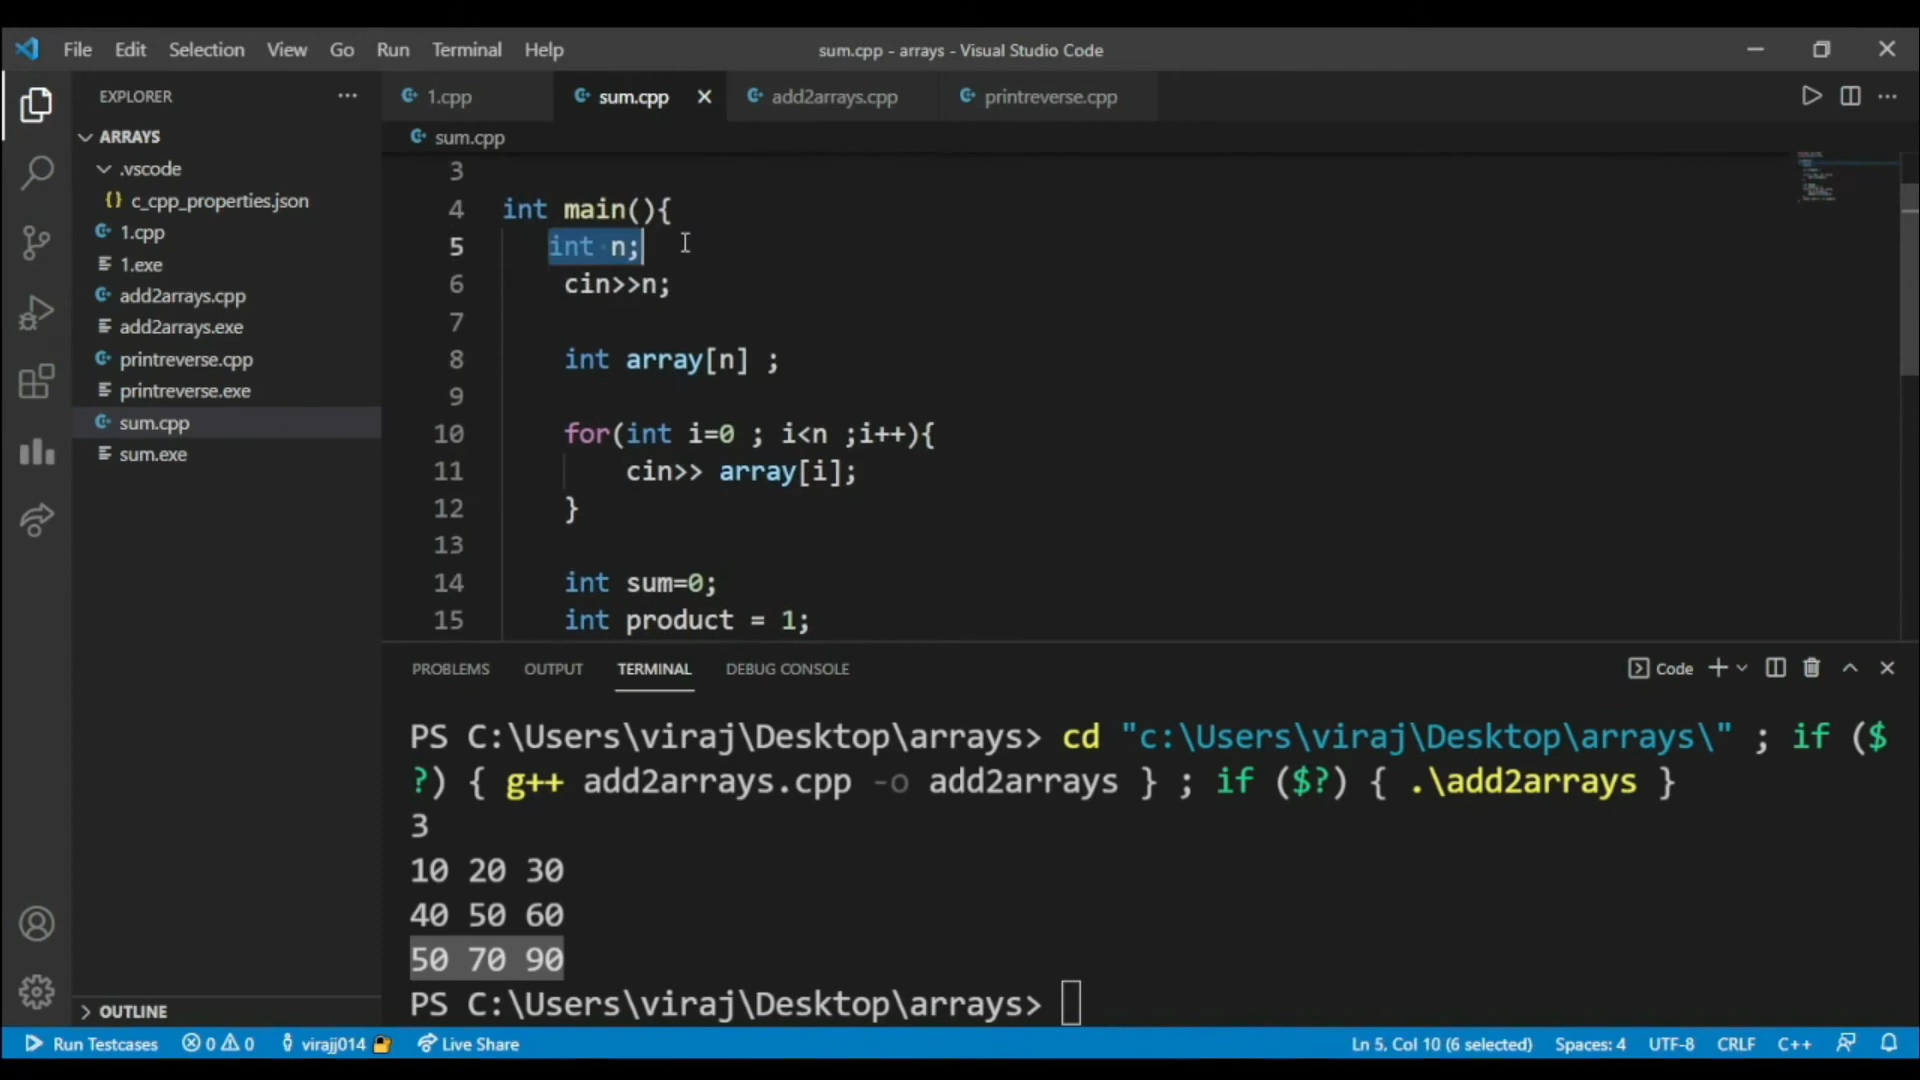 File Edit Selection View Go Run Terminal Help
sum.cpp - arrays - Visual Studio Code
EXPLORER
ARRAYS
.vscode
{} c_cpp_properties.json
1.cpp
1.exe
add2arrays.cpp
add2arrays.exe
printreverse.cpp
printreverse.exe
sum.cpp
sum.exe
OUTLINE
1.cpp sum.cpp add2arrays.cpp printreverse.cpp
sum.cpp
3
4 int main(){
5 int n;
6 cin>>n;
7
8 int array[n] ;
9
10 for(int i=0 ; i<n ;i++){
11 cin>> array[i];
12 }
13
14 int sum=0;
15 int product = 1;
PROBLEMS OUTPUT TERMINAL DEBUG CONSOLE
Code
PS C:\Users\viraj\Desktop\arrays> cd "c:\Users\viraj\Desktop\arrays\" ; if ($
?) { g++ add2arrays.cpp -o add2arrays } ; if ($?) { .\add2arrays }
3
10 20 30
40 50 60
50 70 90
PS C:\Users\viraj\Desktop\arrays>
Run Testcases 0 0 virajj014 Live Share
Ln 5, Col 10 (6 selected) Spaces: 4 UTF-8 CRLF C++